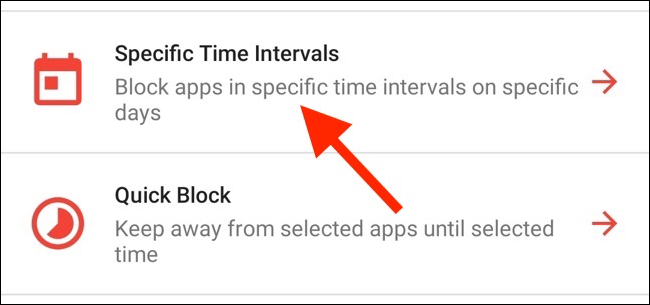 Specific Time Intervals
Block apps in specific time intervals on specific
days
Quick Block
Keep away from selected apps until selected
time